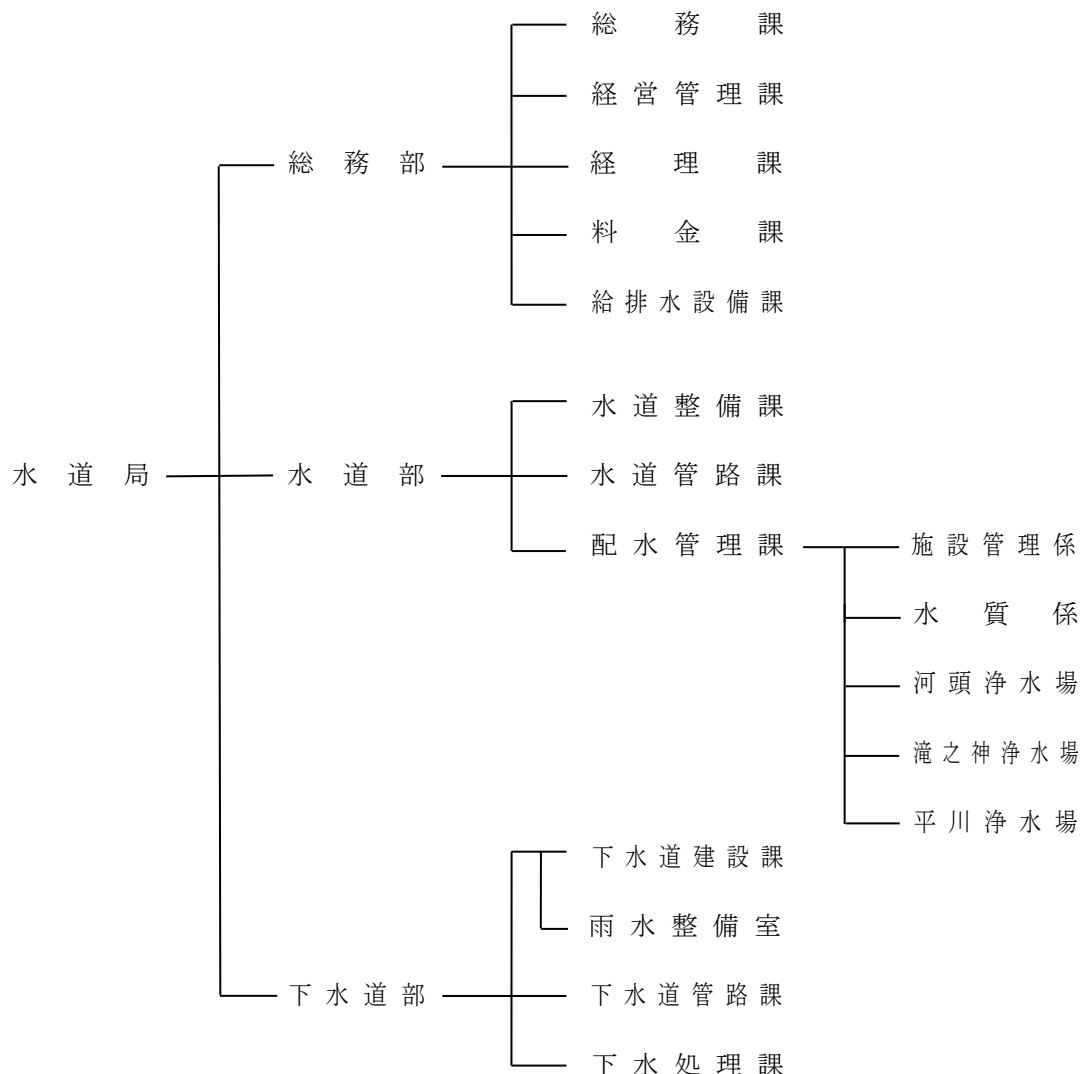 総務課
経営管理課
総務部
経理課
料金課
給排水設備課
水道整備課
水道局
水道部
水道管路課
配水管理課
施設管理係
水質係
河頭浄水場
滝之神浄水場
平川浄水場
下水道建設課
雨水整備室
下水道部
下水道管路課
下水処理課